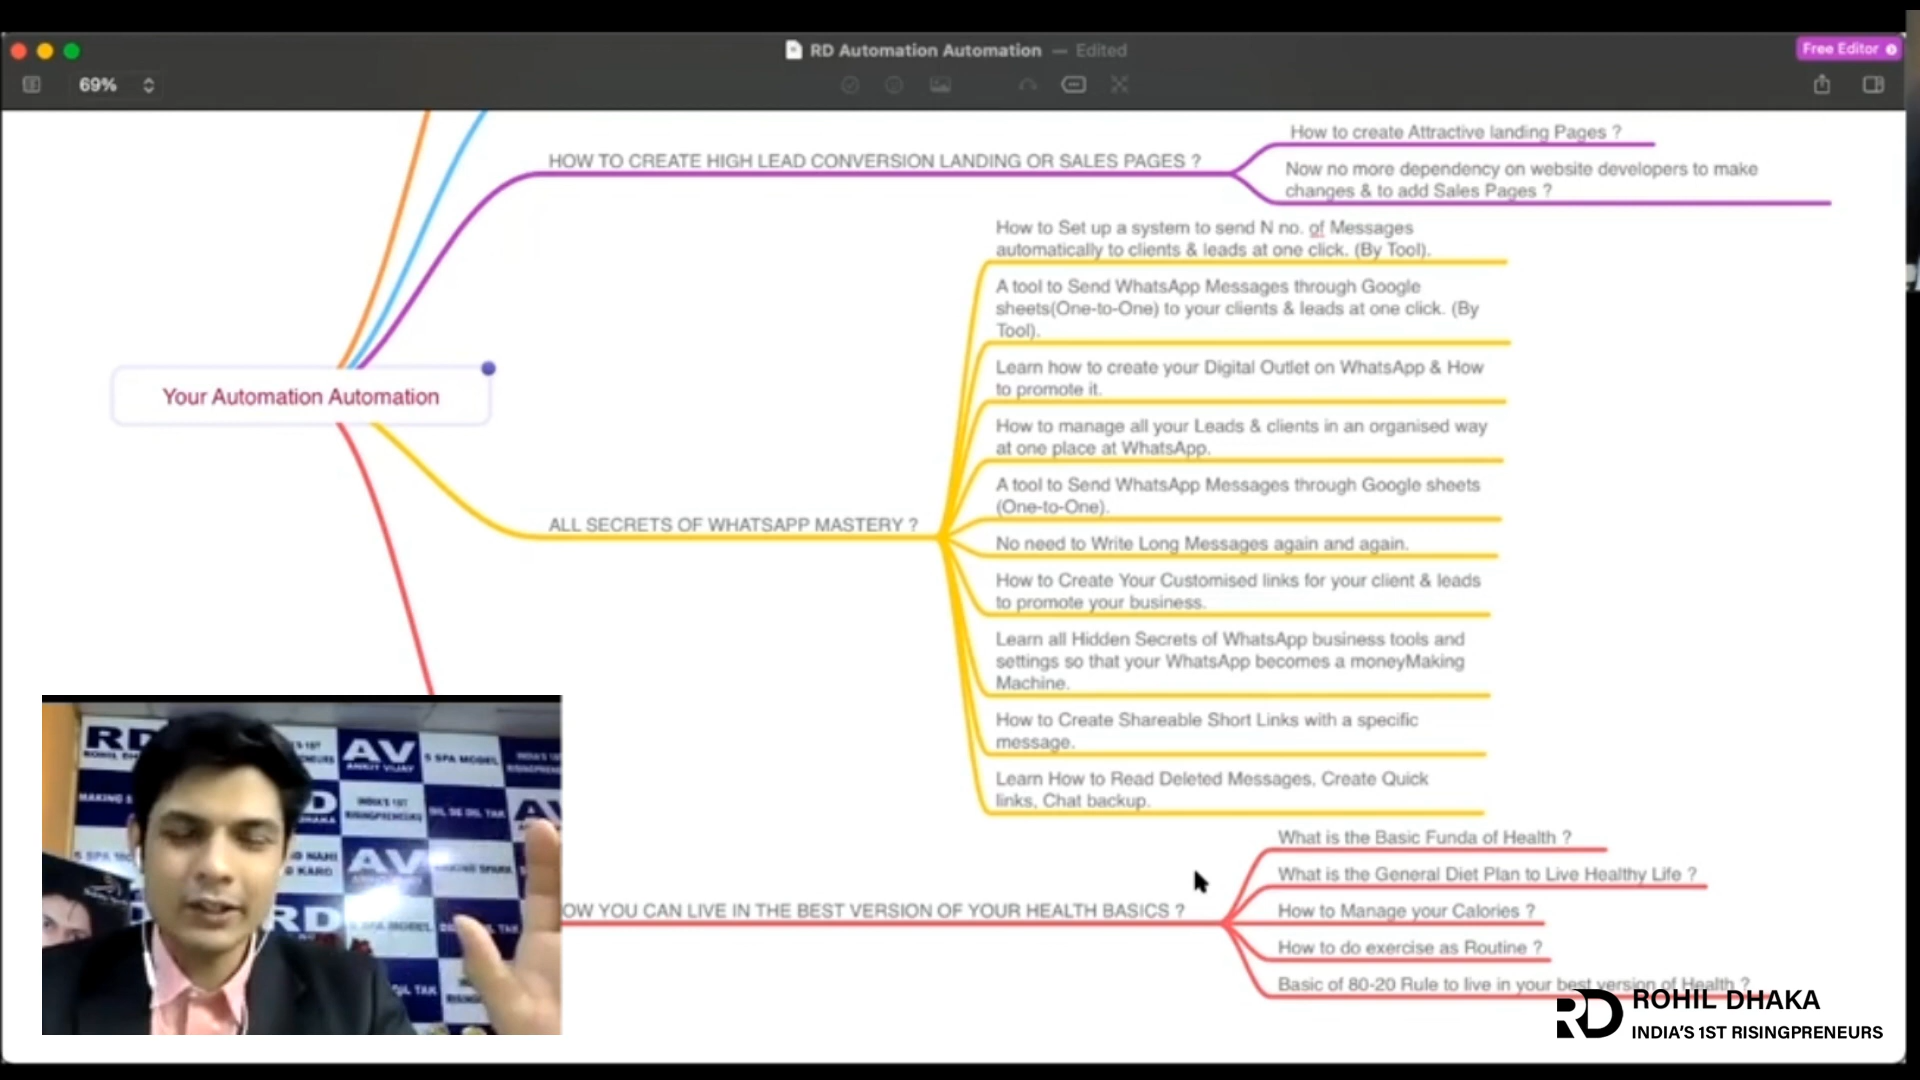 RD Automation Automation — Edited
Free Editor
69%
How to create Attractive landing Pages ?
HOW TO CREATE HIGH LEAD CONVERSION LANDING OR SALES PAGES ?
Now no more dependency on website developers to make
changes & to add Sales Pages ?
How to Set up a system to send N no. of Messages
automatically to clients & leads at one click. (By Tool).
A tool to Send WhatsApp Messages through Google
sheets(One-to-One) to your clients & leads at one click. (By
Tool).
Learn how to create your Digital Outlet on WhatsApp & How
to promote it.
Your Automation Automation
How to manage all your Leads & clients in an organised way
at one place at WhatsApp.
A tool to Send WhatsApp Messages through Google sheets
(One-to-One).
ALL SECRETS OF WHATSAPP MASTERY ?
No need to Write Long Messages again and again.
How to Create Your Customised links for your client & leads
to promote your business.
Learn all Hidden Secrets of WhatsApp business tools and
settings so that your WhatsApp becomes a moneyMaking
Machine.
How to Create Shareable Short Links with a specific
message.
Learn How to Read Deleted Messages, Create Quick
links, Chat backup.
What is the Basic Funda of Health ?
What is the General Diet Plan to Live Healthy Life ?
OW YOU CAN LIVE IN THE BEST VERSION OF YOUR HEALTH BASICS ?
How to Manage your Calories ?
How to do exercise as Routine ?
Basic of 80-20 Rule to live in your best version of Health ?
RD
AV
ANKIT VIJAY
5 SPA MODEL
AV
RD
RD ROHIL DHAKA
INDIA'S 1ST RISINGPRENEURS